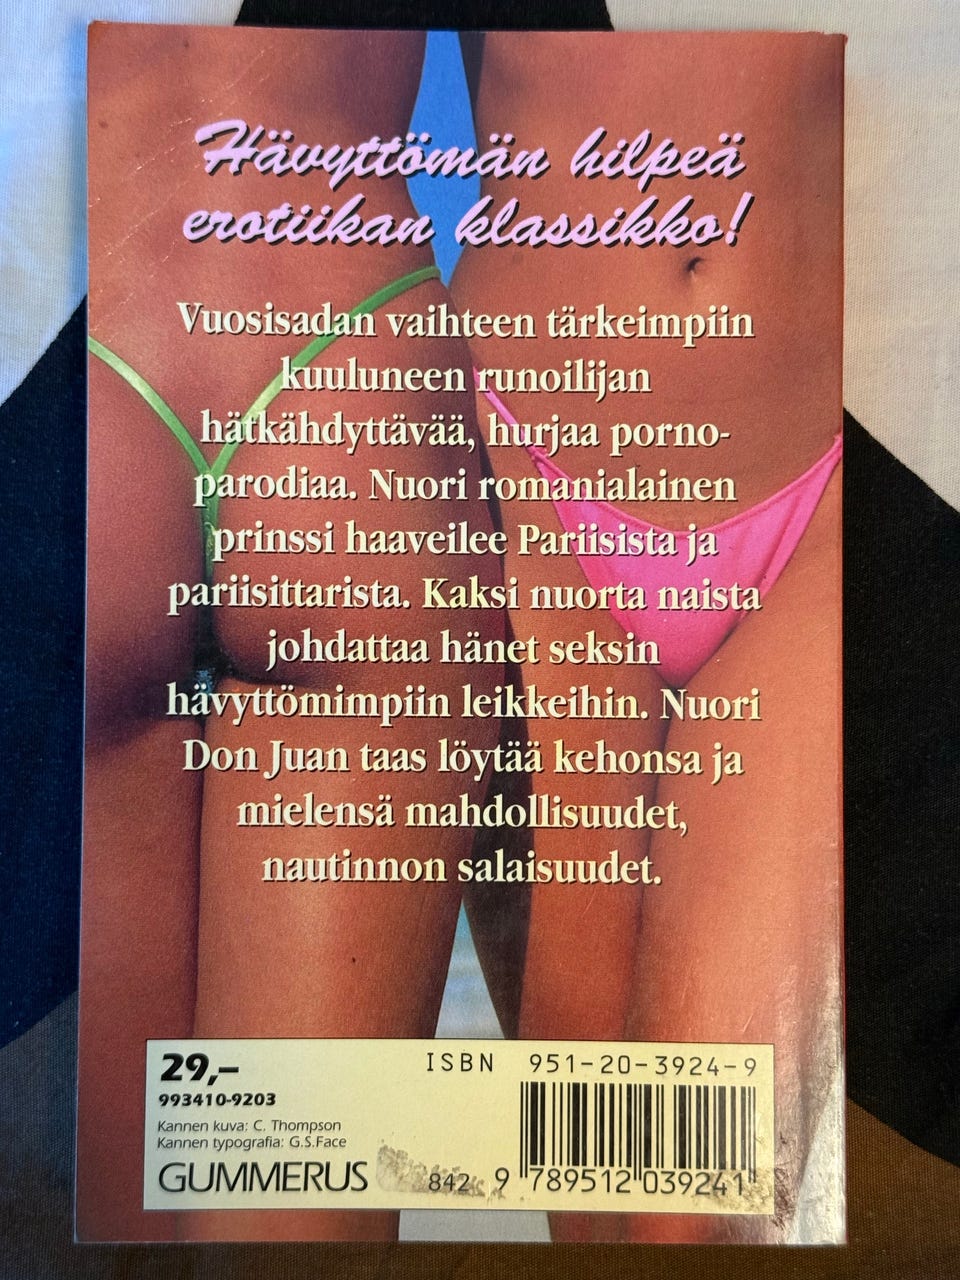 Hävyttömän hilpeä
erotiikan klassikko!
Vuosisadan vaihteen tärkeimpiin
kuuluneen runoilijan
hätkähdyttävää, hurjaa porno-
parodiaa. Nuori romanialainen
prinssi haaveilee Pariisista ja
pariisittarista. Kaksi nuorta naista
johdattaa hänet seksin
hävyttömimpiin leikkeihin. Nuori
Don Juan taas löytää kehonsa ja
mielensä mahdollisuudet,
nautinnon salaisuudet.
29,–
ISBN 951-20-3924-9
993410-9203
Kannen kuva: C. Thompson
Kannen typografia: G.S.Face
GUMMERUS
842 9 789512 039241